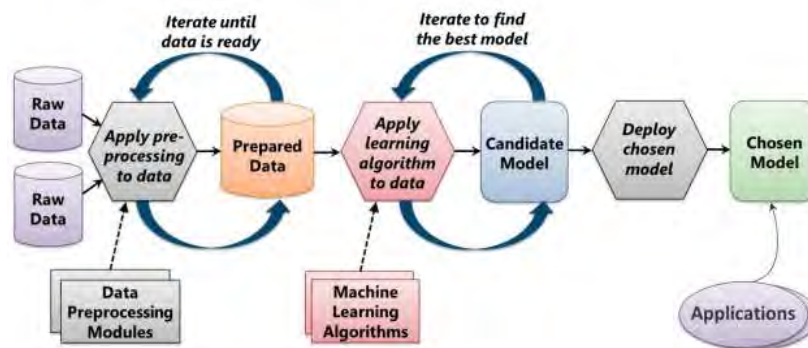 Iterate until
data is ready
Iterate to find
the best model
Raw
Data
Raw
Data
Apply pre-
processing
to data
Prepared
Data
Apply
learning
algorithm
to data
Candidate
Model
Deploy
chosen
model
Chosen
Model
Data
Preprocessing
Modules
Machine
Learning
Algorithms
Applications